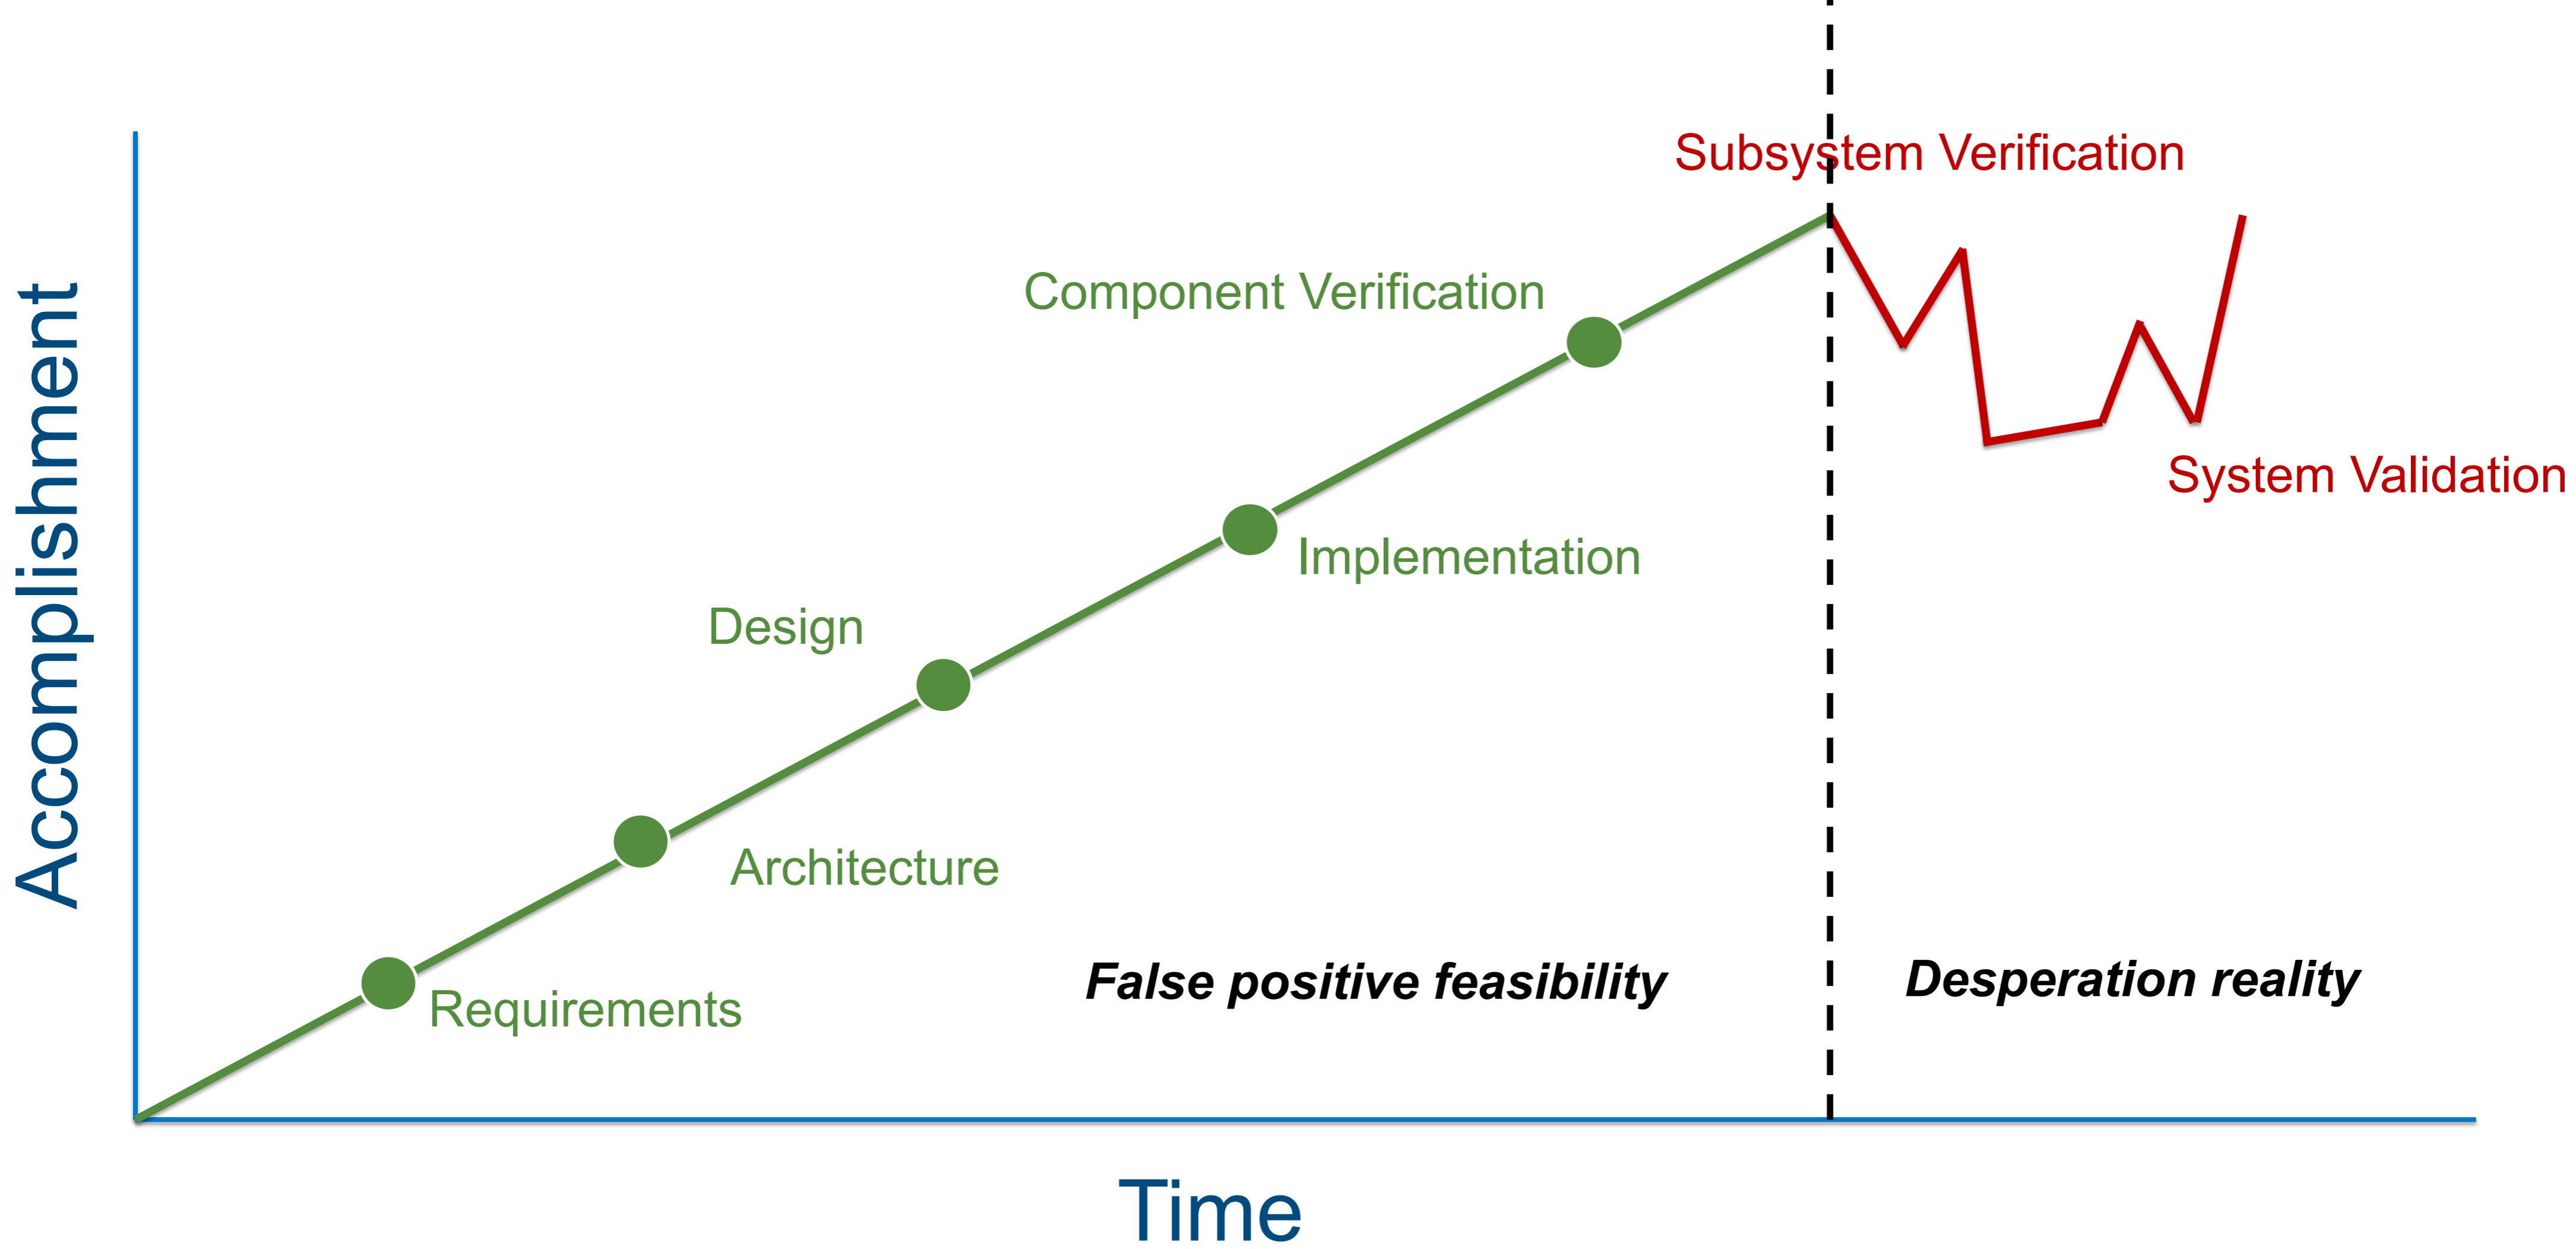 Subsystem Verification
Component Verification
System Validation
Implementation
Design
Architecture
Requirements
False positive feasibility
Desperation reality
Accomplishment
Time